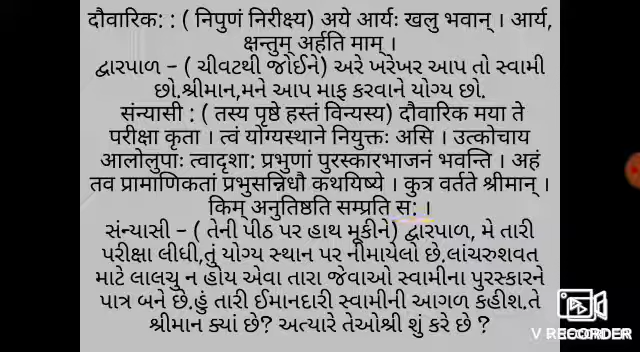 दौवारिक: : ( निपुणं निरीक्ष्य) अये आर्यः खलु भवान् । आर्य,
क्षन्तुम् अर्हति माम् ।
દ્વારપાળ – ( ચીવટથી જોઈને) અરે ખરેખર આપ તો સ્વામી
છો.શ્રીમાન,મને આપ માફ કરવાને યોગ્ય છો.
संन्यासी : ( तस्य पृष्ठे हस्तं विन्यस्य) दौवारिक मया ते
परीक्षा कृता । त्वं योग्यस्थाने नियुक्तः असि । उत्कोचाय
आलोलुपाः त्वादृशा: प्रभुणां पुरस्कारभाजनं भवन्ति । अहं
तव प्रामाणिकतां प्रभुसन्निधौ कथयिष्ये । कुत्र वर्तते श्रीमान् ।
किम् अनुतिष्ठति सम्प्रति स: ।
સંન્યાસી – ( તેની પીઠ પર હાથ મૂકીને) દ્વારપાળ, મે તારી
પરીક્ષા લીધી,તું યોગ્ય સ્થાન પર નીમાયેલો છે.લાંચરુશવત
માટે લાલચુ ન હોય એવા તારા જેવાઓ સ્વામીના પુરસ્કારને
પાત્ર બને છે.હું તારી ઈમાનદારી સ્વામીની આગળ કહીશ.તે
શ્રીમાન ક્યાં છે? અત્યારે તેઓશ્રી શું કરે છે ?
V RECORDER